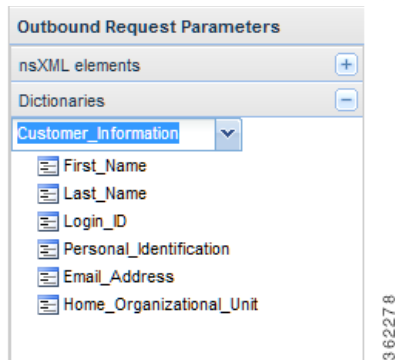 Outbound Request Parameters
nsXML elements
Dictionaries
Customer_Information
First_Name
Last_Name
Login_ID
Personal_Identification
Email_Address
Home_Organizational_Unit
362278